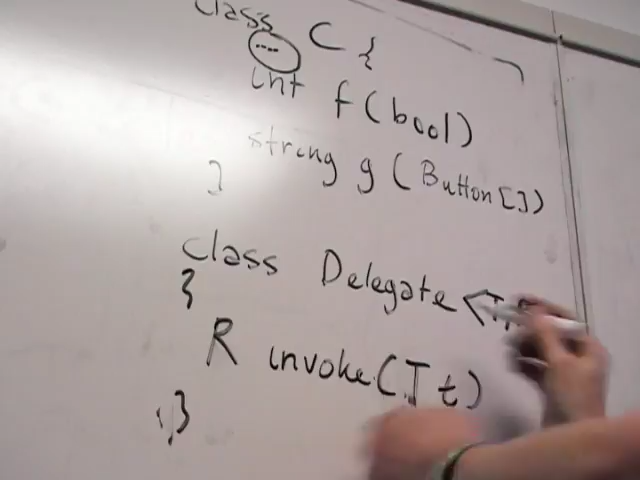 class C {
....
int f(bool)
string g (Button[])
}
class Delegate <T,
{
R invoke(T t)
}